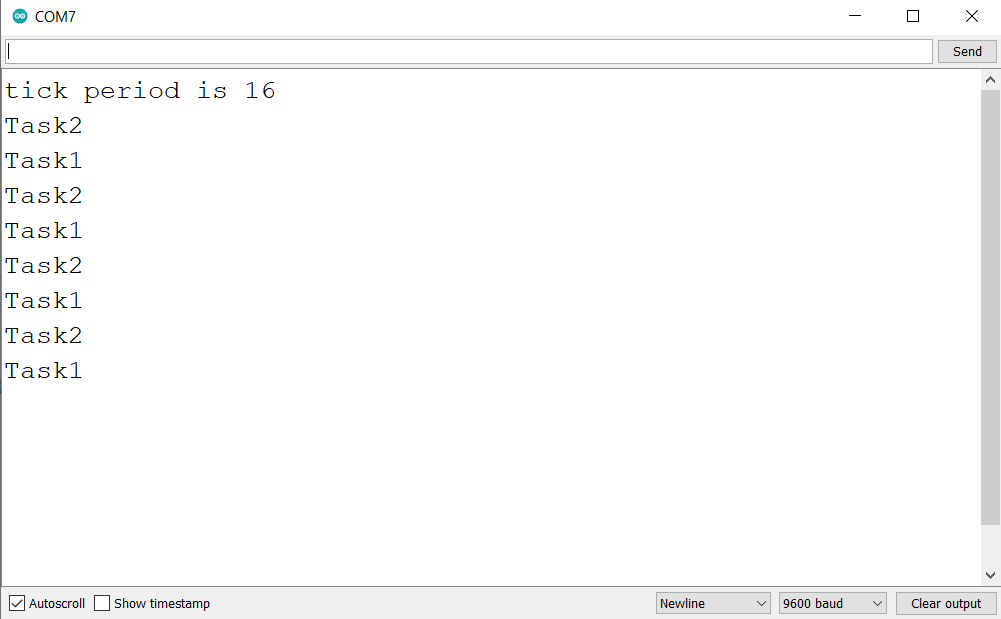 COM7
Send
tick period is 16
Task2
Task1
Task2
Task1
Task2
Task1
Task2
Task1
Autoscroll Show timestamp Newline 9600 baud Clear output